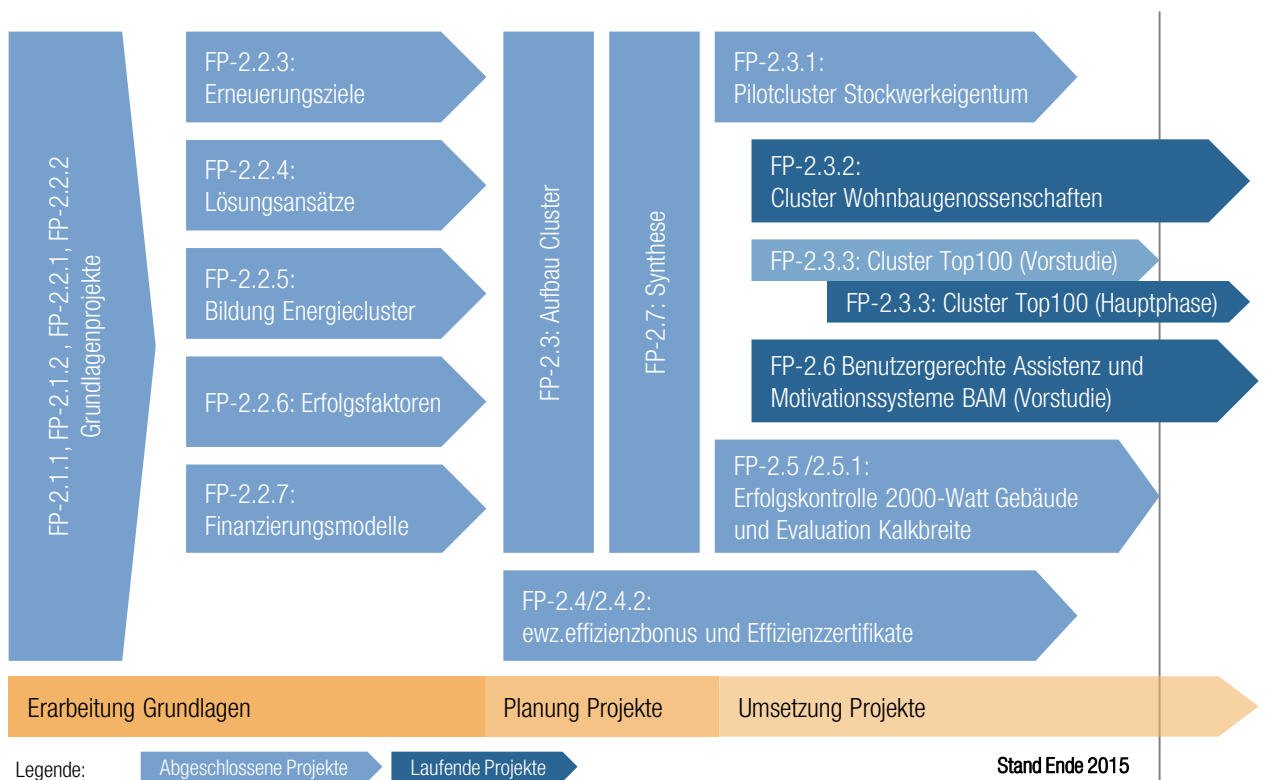 FP-2.1.1, FP-2.1.2 , FP-2.2.1, FP-2.2.2
Grundlagenprojekte
FP-2.2.3:
Erneuerungsziele
FP-2.2.4:
Lösungsansätze
FP-2.2.5:
Bildung Energiecluster
FP-2.2.6: Erfolgsfaktoren
FP-2.2.7:
Finanzierungsmodelle
FP-2.3: Aufbau Cluster
FP-2.7: Synthese
FP-2.3.1:
Pilotcluster Stockwerkeigentum
FP-2.3.2:
Cluster Wohnbaugenossenschaften
FP-2.3.3: Cluster Top100 (Vorstudie)
FP-2.3.3: Cluster Top100 (Hauptphase)
FP-2.6 Benutzergerechte Assistenz und
Motivationssysteme BAM (Vorstudie)
FP-2.5 /2.5.1:
Erfolgskontrolle 2000-Watt Gebäude
und Evaluation Kalkbreite
FP-2.4/2.4.2:
ewz.effizienzbonus und Effizienzzertifikate
Erarbeitung Grundlagen
Planung Projekte
Umsetzung Projekte
Legende:
Abgeschlossene Projekte
Laufende Projekte
Stand Ende 2015